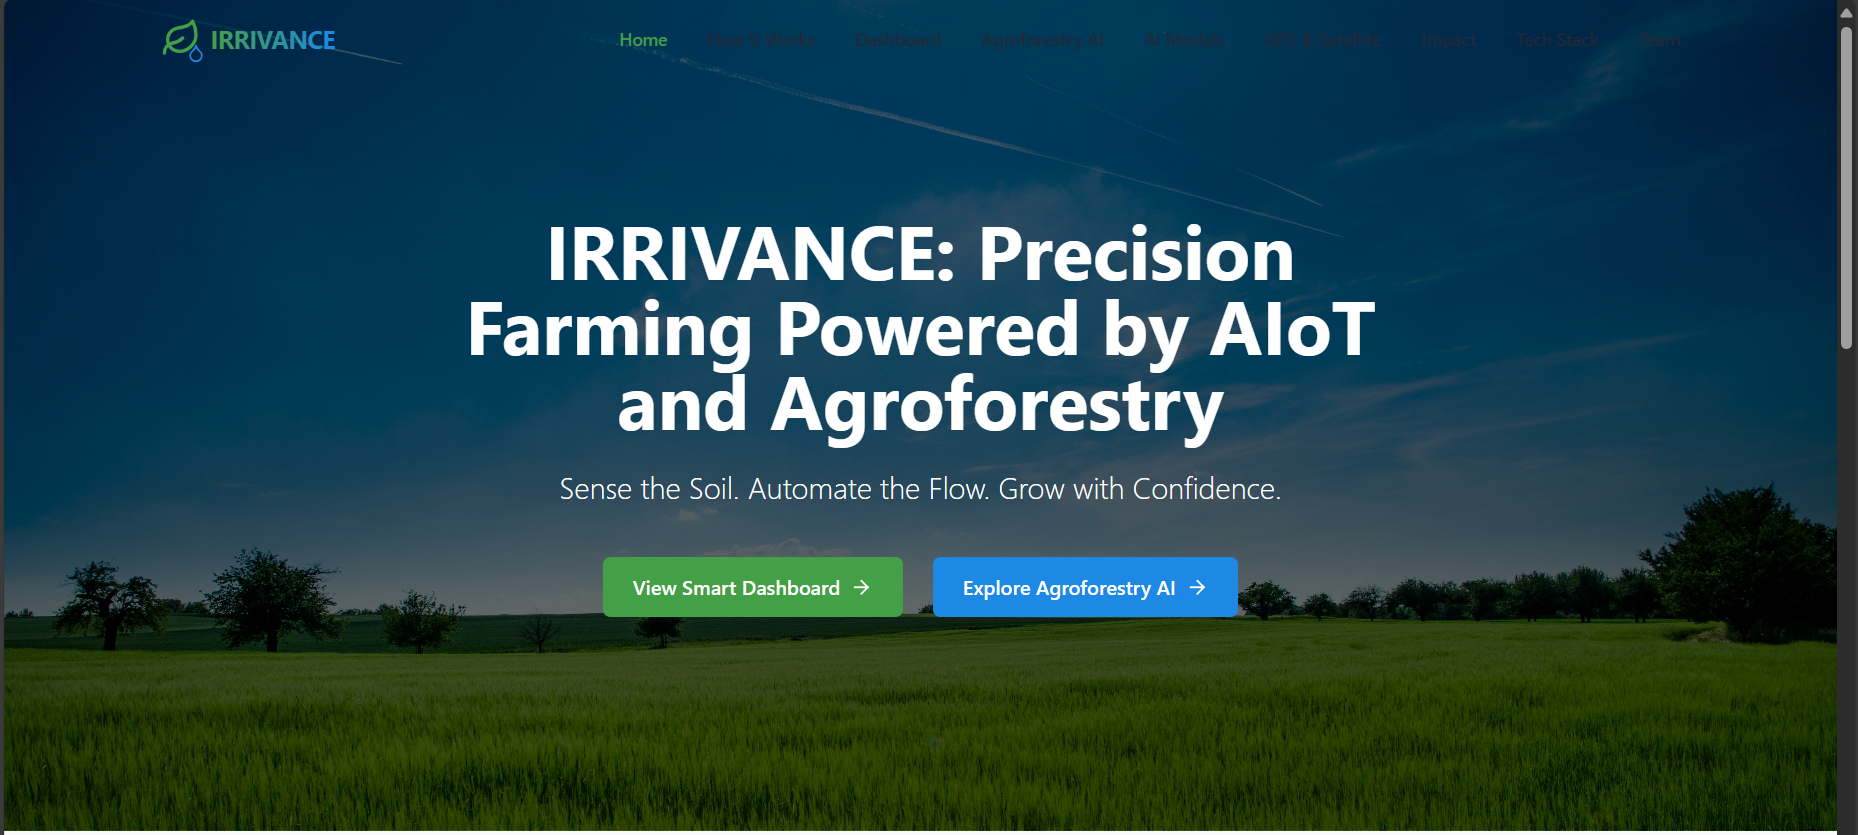 IRRIVANCE
Home How It Works Dashboard Agroforestry AI AI Models GPS & Satellite Impact Tech Stack Team
IRRIVANCE: Precision
Farming Powered by AIoT
and Agroforestry
Sense the Soil. Automate the Flow. Grow with Confidence.
View Smart Dashboard → Explore Agroforestry AI →